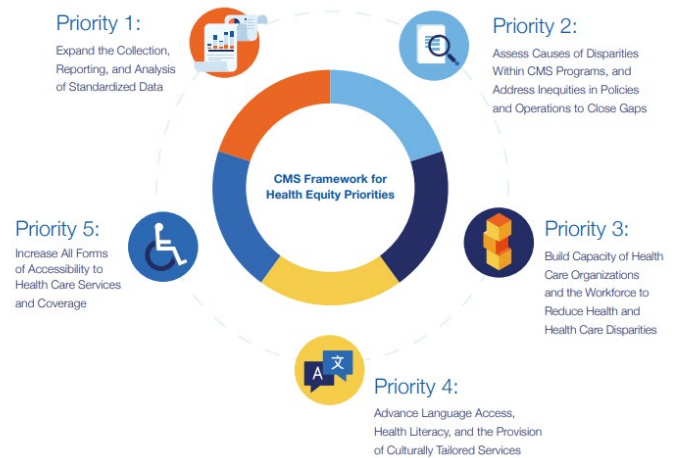 Priority 1:
Expand the Collection,
Reporting, and Analysis
of Standardized Data
Priority 2:
Assess Causes of Disparities
Within CMS Programs, and
Address Inequities in Policies
and Operations to Close Gaps
CMS Framework for
Health Equity Priorities
Priority 3:
Build Capacity of Health
Care Organizations
and the Workforce to
Reduce Health and
Health Care Disparities
Priority 4:
Advance Language Access,
Health Literacy, and the Provision
of Culturally Tailored Services
Priority 5:
Increase All Forms
of Accessibility to
Health Care Services
and Coverage
A
文